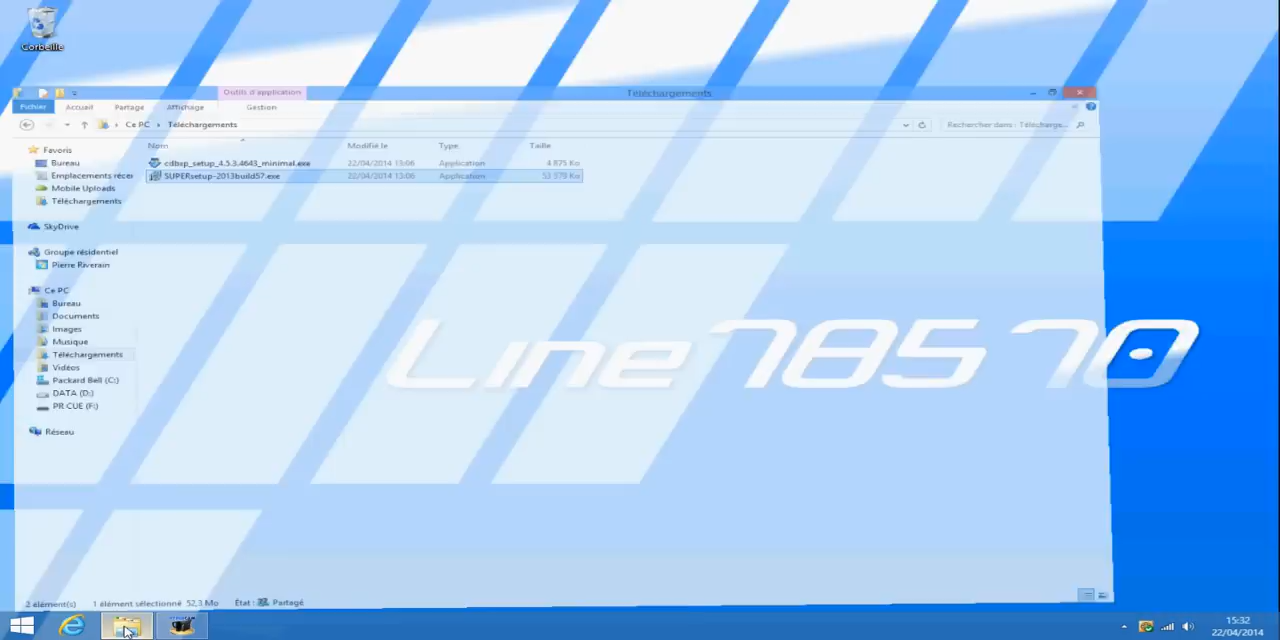 Corbeille
Outils d'application
Téléchargements
Fichier Accueil Partage Affichage Gestion
Ce PC Téléchargements
Rechercher dans : Télécharge...
Nom Modifié le Type Taille
Favoris
cdbxp_setup_4.5.3.4643_minimal.exe 22/04/2014 13:06 Application 4 875 Ko
Bureau
SUPERsetup-2013build57.exe 22/04/2014 13:06 Application
Emplacements récen
Mobile Uploads
Téléchargements
SkyDrive
Groupe résidentiel
Pierre Riverain
Ce PC
Bureau
Documents
Images
Musique
Téléchargements
Vidéos
Packard Bell (C:)
DATA (D:)
PR CUE (F:)
Réseau
Line78570
2 élément(s) 1 élément sélectionné 52,3 Mo État : Partagé
15:32
22/04/2014